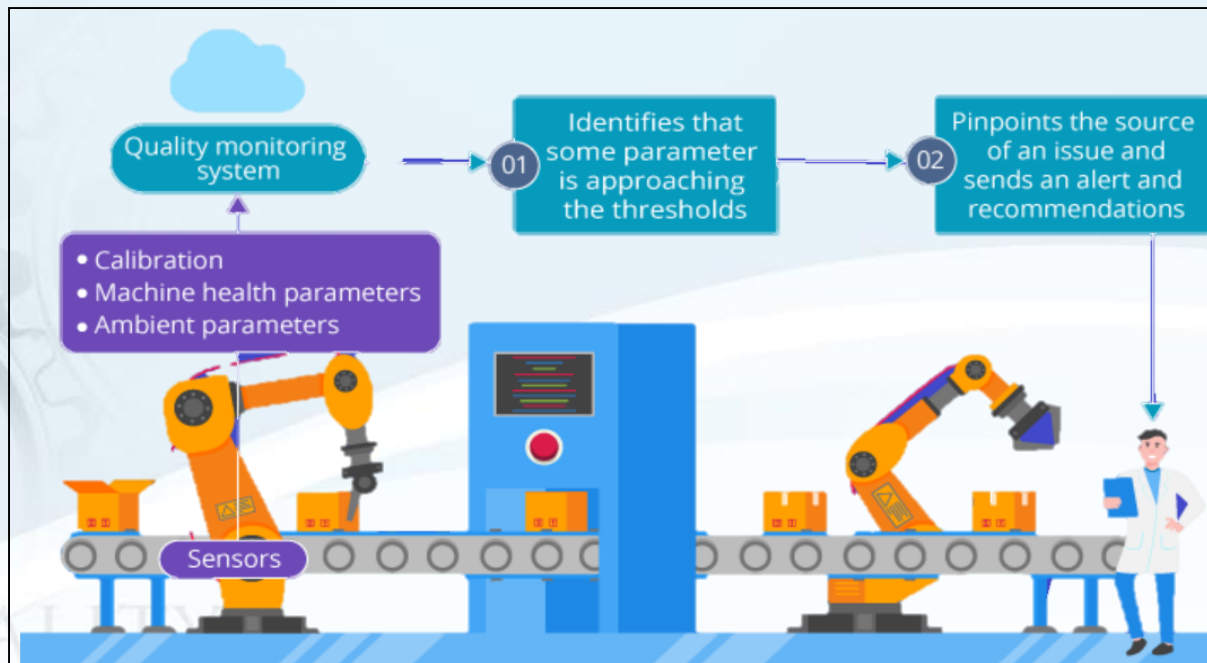 Quality monitoring
system
01
Identifies that
some parameter
is approaching
the thresholds
02
Pinpoints the source
of an issue and
sends an alert and
recommendations
• Calibration
• Machine health parameters
• Ambient parameters
Sensors